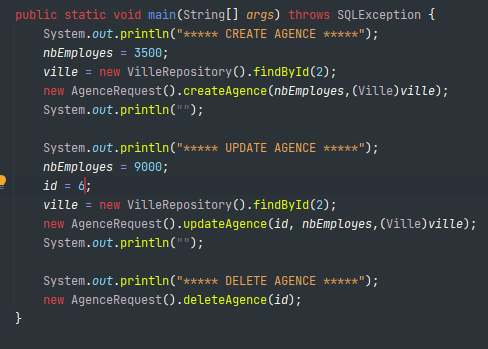 public static void main(String[] args) throws SQLException {
System.out.println("***** CREATE AGENCE *****");
nbEmployes = 3500;
ville = new VilleRepository().findById(2);
new AgenceRequest().createAgence(nbEmployes,(Ville)ville);
System.out.println("");
System.out.println("***** UPDATE AGENCE *****");
nbEmployes = 9000;
id = 6;
ville = new VilleRepository().findById(2);
new AgenceRequest().updateAgence(id, nbEmployes,(Ville)ville);
System.out.println("");
System.out.println("***** DELETE AGENCE *****");
new AgenceRequest().deleteAgence(id);
}